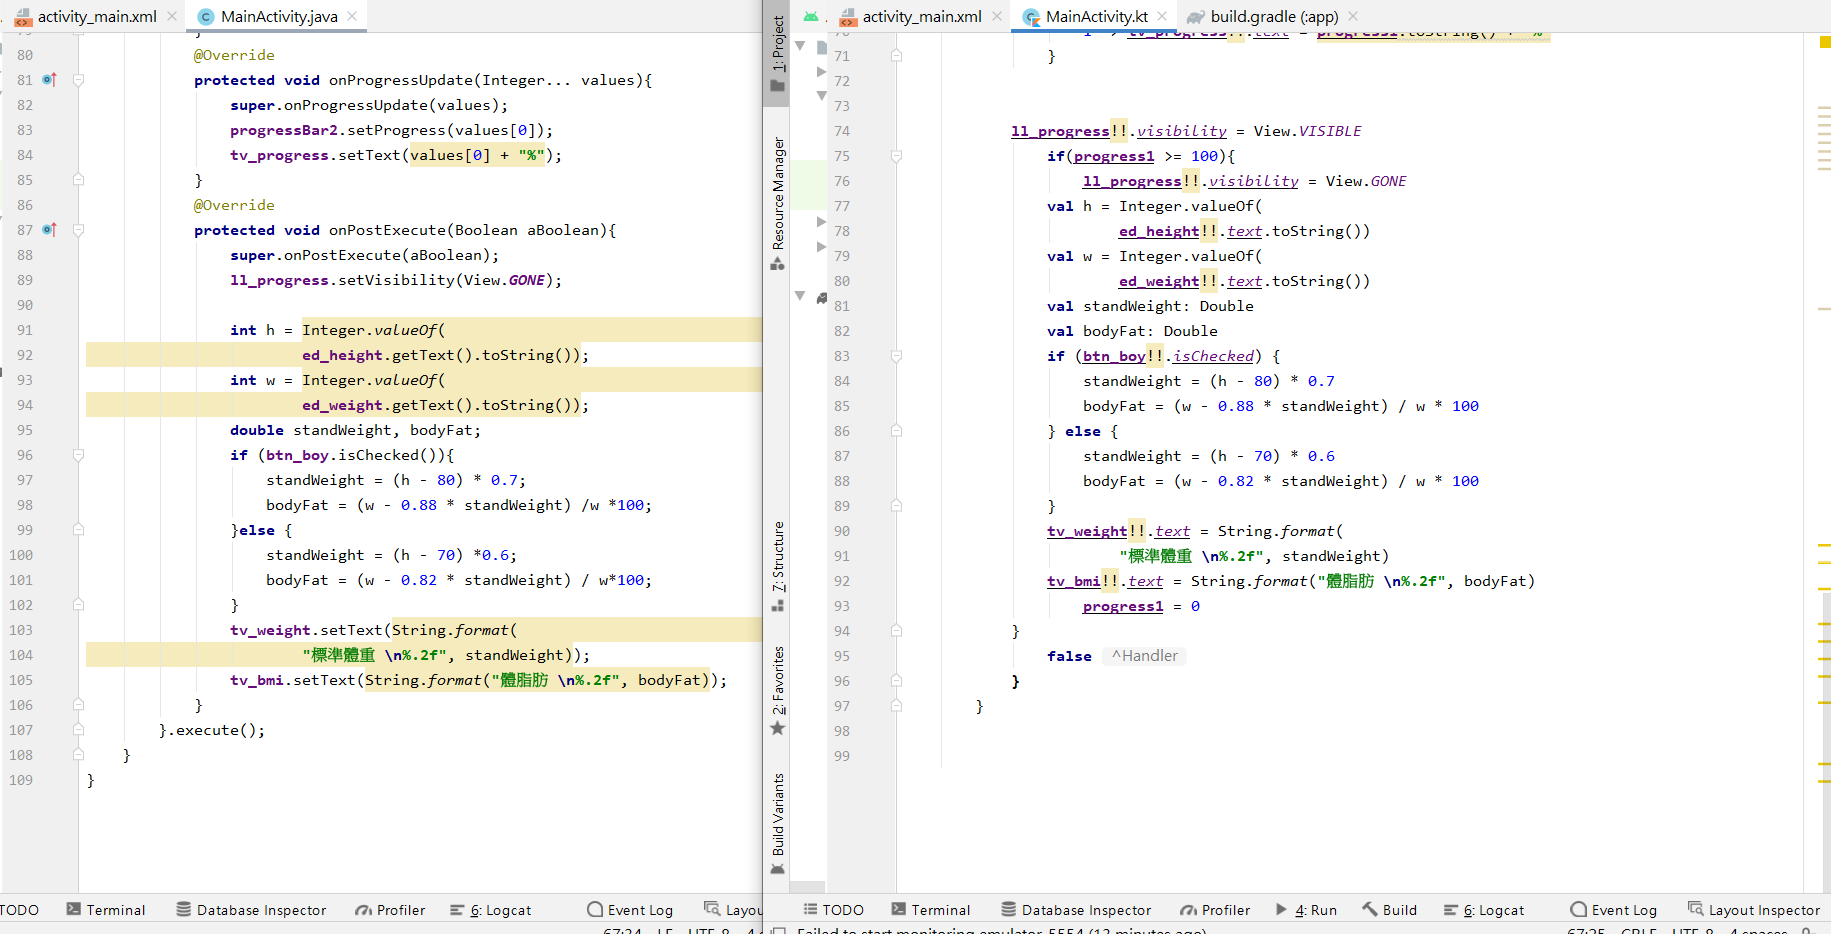 activity_main.xml
MainActivity.java
80 @Override
81 protected void onProgressUpdate(Integer... values){
82 super.onProgressUpdate(values);
83 progressBar2.setProgress(values[0]);
84 tv_progress.setText(values[0] + "%");
85 }
86 @Override
87 protected void onPostExecute(Boolean aBoolean){
88 super.onPostExecute(aBoolean);
89 ll_progress.setVisibility(View.GONE);
90
91 int h = Integer.valueOf(
92 ed_height.getText().toString());
93 int w = Integer.valueOf(
94 ed_weight.getText().toString());
95 double standWeight, bodyFat;
96 if (btn_boy.isChecked()){
97 standWeight = (h - 80) * 0.7;
98 bodyFat = (w - 0.88 * standWeight) /w *100;
99 }else {
100 standWeight = (h - 70) *0.6;
101 bodyFat = (w - 0.82 * standWeight) / w*100;
102 }
103 tv_weight.setText(String.format(
104 "標準體重 \n%.2f", standWeight));
105 tv_bmi.setText(String.format("體脂肪 \n%.2f", bodyFat));
106 }
107 }.execute();
108 }
109 }
TODO
Terminal
Database Inspector
Profiler
6: Logcat
Event Log
Layou
1: Project
Resource Manager
7: Structure
2: Favorites
Build Variants
activity_main.xml
MainActivity.kt
build.gradle (:app)
71 }
72
73
74 ll_progress!!.visibility = View.VISIBLE
75 if(progress1 >= 100){
76 ll_progress!!.visibility = View.GONE
77 val h = Integer.valueOf(
78 ed_height!!.text.toString())
79 val w = Integer.valueOf(
80 ed_weight!!.text.toString())
81 val standWeight: Double
82 val bodyFat: Double
83 if (btn_boy!!.isChecked) {
84 standWeight = (h - 80) * 0.7
85 bodyFat = (w - 0.88 * standWeight) / w * 100
86 } else {
87 standWeight = (h - 70) * 0.6
88 bodyFat = (w - 0.82 * standWeight) / w * 100
89 }
90 tv_weight!!.text = String.format(
91 "標準體重 \n%.2f", standWeight)
92 tv_bmi!!.text = String.format("體脂肪 \n%.2f", bodyFat)
93 progress1 = 0
94 }
95 false ^Handler
96 }
97 }
98
99
TODO
Terminal
Database Inspector
Profiler
4: Run
Build
6: Logcat
Event Log
Layout Inspector
Failed to start monitoring emulator-5554 (12 minutes ago)